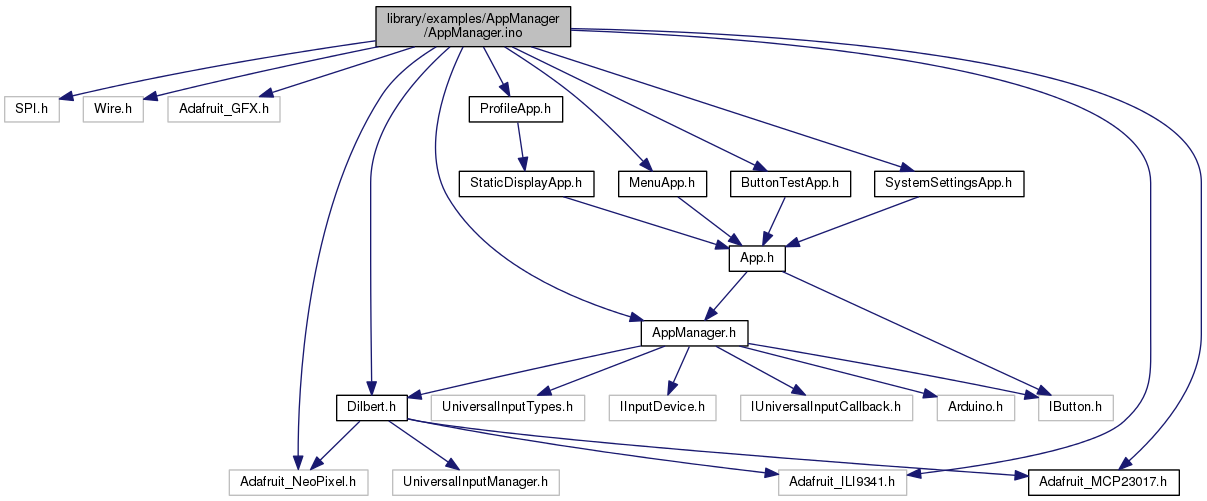 library/examples/AppManager
/AppManager.ino
SPI.h
Wire.h
Adafruit_GFX.h
ProfileApp.h
StaticDisplayApp.h
MenuApp.h
ButtonTestApp.h
SystemSettingsApp.h
App.h
AppManager.h
Dilbert.h
UniversalInputTypes.h
IInputDevice.h
IUniversalInputCallback.h
Arduino.h
IButton.h
Adafruit_NeoPixel.h
UniversalInputManager.h
Adafruit_ILI9341.h
Adafruit_MCP23017.h